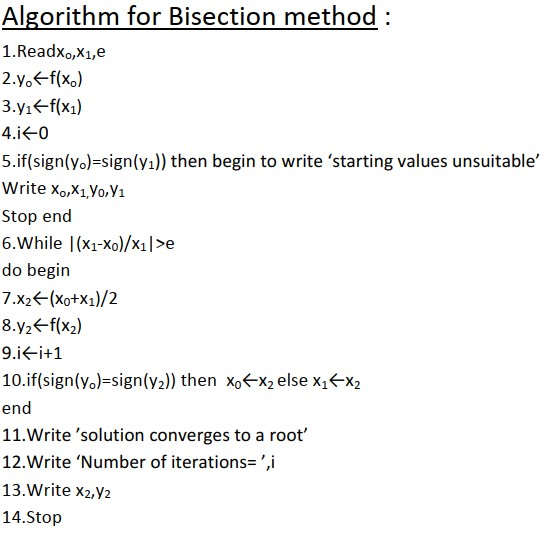 Algorithm for Bisection method :
1.Readx₀,x₁,e
2.y₀←f(x₀)
3.y₁←f(x₁)
4.i←0
5.if(sign(y₀)=sign(y₁)) then begin to write ‘starting values unsuitable’
Write x₀,x₁,y₀,y₁
Stop end
6.While |(x₁-x₀)/x₁|>e
do begin
7.x₂←(x₀+x₁)/2
8.y₂←f(x₂)
9.i←i+1
10.if(sign(y₀)=sign(y₂)) then x₀←x₂ else x₁←x₂
end
11.Write ’solution converges to a root’
12.Write ‘Number of iterations= ’,i
13.Write x₂,y₂
14.Stop